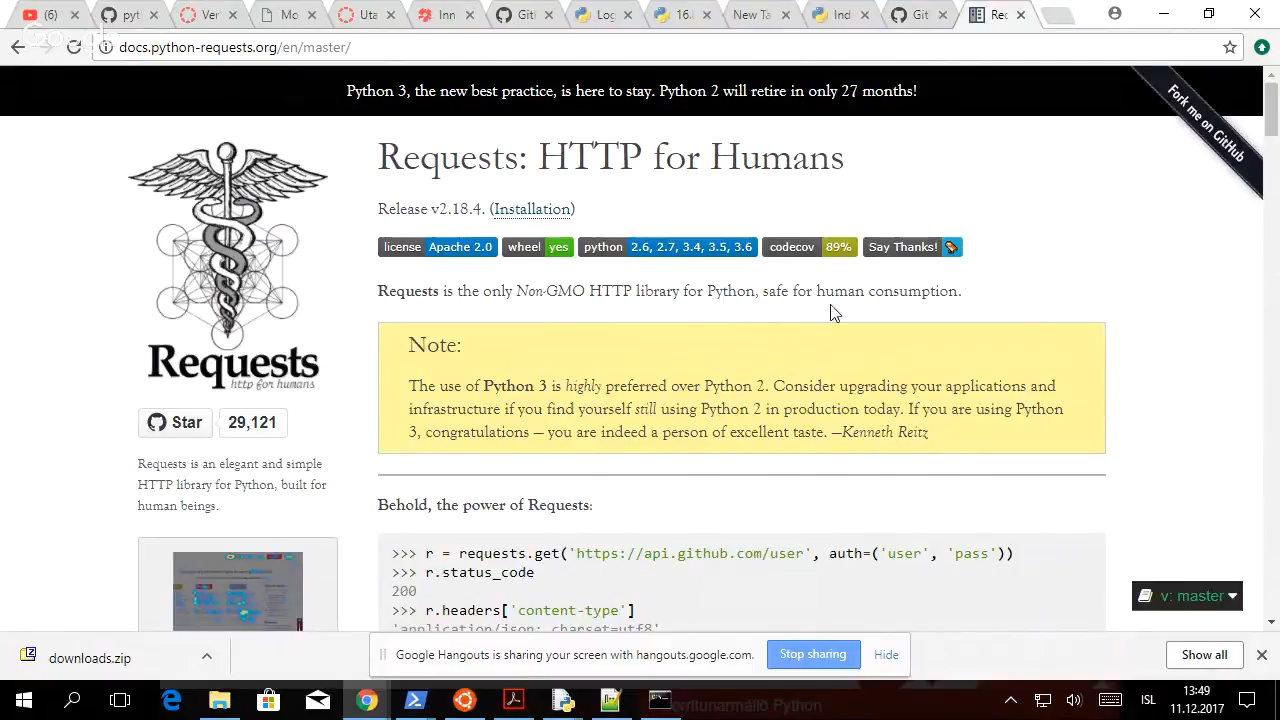 (6)
pyt
Ver
Mo
Uta
Inn
Git
Log
16.
New Ta
Ind
Git
Rec
Google
docs.python-requests.org/en/master/
Python 3, the new best practice, is here to stay. Python 2 will retire in only 27 months!
Fork me on GitHub
Requests: HTTP for Humans
Release v2.18.4. (Installation)
license Apache 2.0 wheel yes python 2.6, 2.7, 3.4, 3.5, 3.6 codecov 89% Say Thanks!
Requests is the only Non-GMO HTTP library for Python, safe for human consumption.
Note:
The use of Python 3 is highly preferred over Python 2. Consider upgrading your applications and
infrastructure if you find yourself still using Python 2 in production today. If you are using Python
3, congratulations – you are indeed a person of excellent taste. –Kenneth Reitz
Requests
http for humans
Star 29,121
Requests is an elegant and simple
HTTP library for Python, built for
human beings.
Behold, the power of Requests:
>>> r = requests.get('https://api.github.com/user', auth=('user', 'pass'))
>>> r.status_code
200
>>> r.headers['content-type']
'application/json; charset=utf8'
v: master
downloads.zip
Google Hangouts is sharing your screen with hangouts.google.com.
Stop sharing
Hide
Show all
ÍSL
13:49
11.12.2017